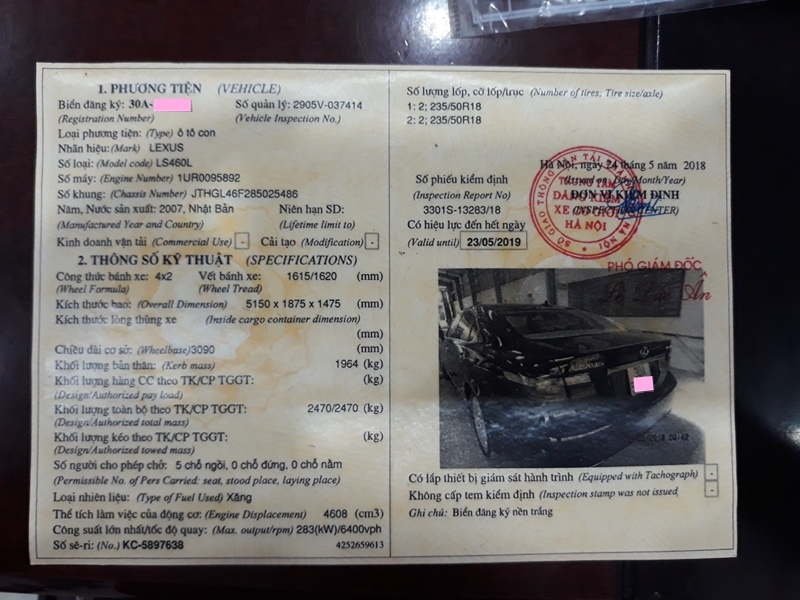 1. PHƯƠNG TIỆN (VEHICLE)
Biển đăng ký: 30A-
Số quản lý: 2905V-037414
(Registration Number)
(Vehicle Inspection No.)
Loại phương tiện: (Type) ô tô con
Nhãn hiệu: (Mark) LEXUS
Số loại: (Model code) LS460L
Số máy: (Engine Number) 1UR0095892
Số khung: (Chassis Number) JTHGL46F285025486
Năm, Nước sản xuất: 2007, Nhật Bản
Niên hạn SD:
(Manufactured Year and Country)
(Lifetime limit to)
Kinh doanh vận tải (Commercial Use) -
Cải tạo (Modification) -
2. THÔNG SỐ KỸ THUẬT (SPECIFICATIONS)
Công thức bánh xe: 4x2
Vết bánh xe: 1615/1620 (mm)
(Wheel Formula)
(Wheel Tread)
Kích thước bao: (Overall Dimension) 5150 x 1875 x 1475 (mm)
Kích thước lòng thùng xe (Inside cargo container dimension)
(mm)
Chiều dài cơ sở: (Wheelbase) 3090 (mm)
Khối lượng bản thân: (Kerb mass) 1964 (kg)
Khối lượng hàng CC theo TK/CP TGGT: (kg)
(Design/Authorized pay load)
Khối lượng toàn bộ theo TK/CP TGGT: 2470/2470 (kg)
(Design/Authorized total mass)
Khối lượng kéo theo TK/CP TGGT: (kg)
(Design/Authorized towed mass)
Số người cho phép chở: 5 chỗ ngồi, 0 chỗ đứng, 0 chỗ nằm
(Permissible No. of Pers Carried: seat, stood place, laying place)
Loại nhiên liệu: (Type of Fuel Used) Xăng
Thể tích làm việc của động cơ: (Engine Displacement) 4608 (cm3)
Công suất lớn nhất/tốc độ quay: (Max. output/rpm) 283(kW)/6400vph
Số sê-ri: (No.) KC-5897638
4252659613
Số lượng lốp, cỡ lốp/trục (Number of tires; Tire size/axle)
1: 2; 235/50R18
2: 2; 235/50R18
Hà Nội, ngày 24 tháng 5 năm 2018
(Issued on: Day/Month/Year)
Số phiếu kiểm định
(Inspection Report No)
3301S-13283/18
ĐƠN VỊ KIỂM ĐỊNH
(INSPECTION CENTER)
Có hiệu lực đến hết ngày
(Valid until) 23/05/2019
TRUNG TÂM
ĐĂNG KIỂM
XE CƠ GIỚI
HÀ NỘI
PHÓ GIÁM ĐỐC
Có lắp thiết bị giám sát hành trình (Equipped with Tachograph) -
Không cấp tem kiểm định (Inspection stamp was not issued) -
Ghi chú: Biển đăng ký nền trắng